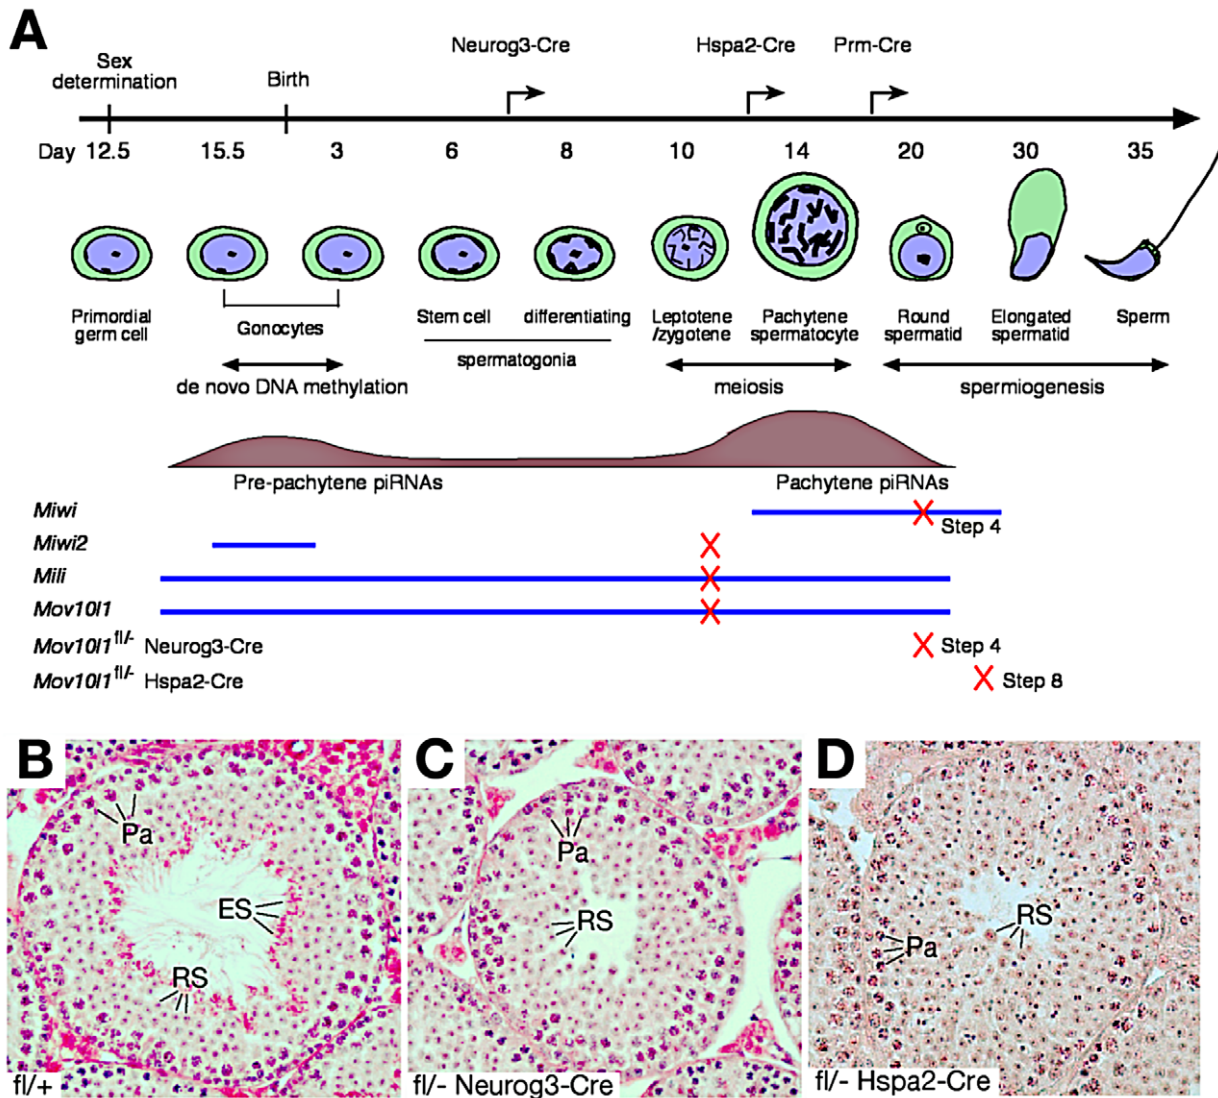 A
Sex
determination
Birth
Neurog3-Cre
Hspa2-Cre
Prm-Cre
Day 12.5 15.5 3 6 8 10 14 20 30 35
Primordial
germ cell
Gonocytes
Stem cell
differentiating
spermatogonia
Leptotene
/zygotene
Pachytene
spermatocyte
Round
spermatid
Elongated
spermatid
Sperm
de novo DNA methylation
meiosis
spermiogenesis
Pre-pachytene piRNAs
Pachytene piRNAs
Miwi
Step 4
Miwi2
Mili
Mov10l1
Mov10l1 fl/- Neurog3-Cre
Step 4
Mov10l1 fl/- Hspa2-Cre
Step 8
B
Pa
ES
RS
fl/+
C
Pa
RS
fl/- Neurog3-Cre
D
RS
Pa
fl/- Hspa2-Cre